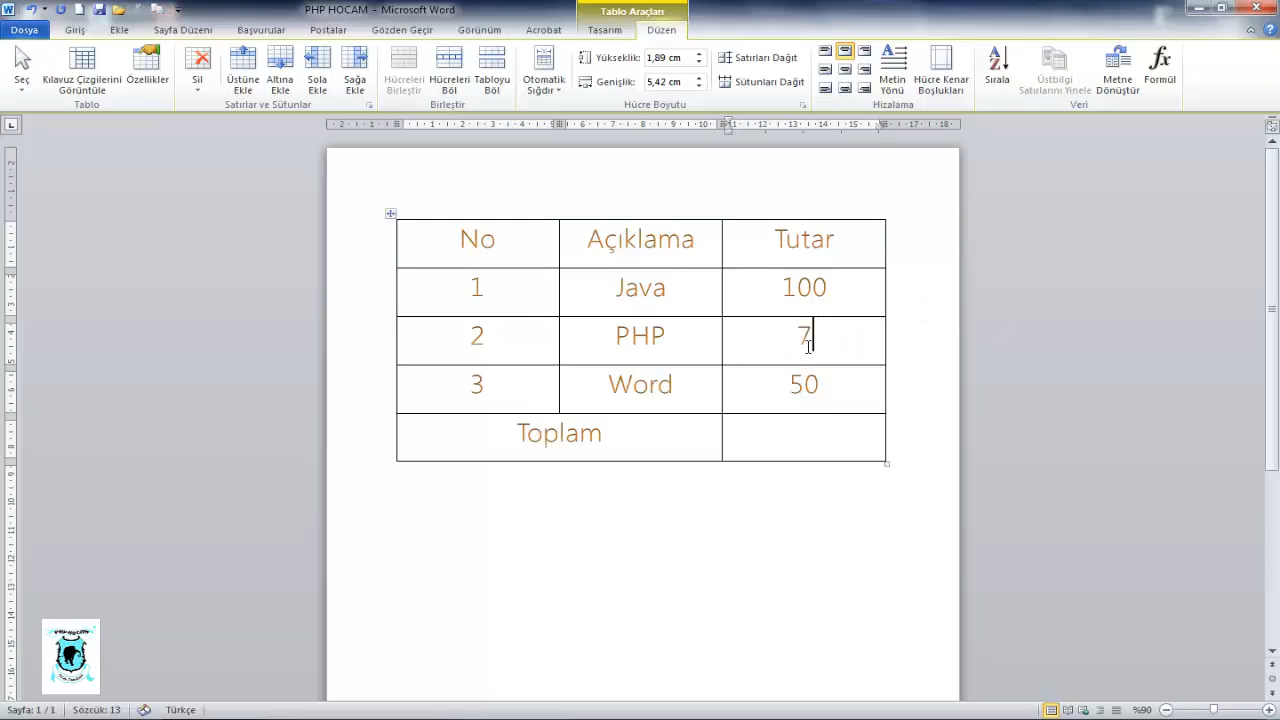 PHP HOCAM - Microsoft Word
Tablo Araçları
Dosya Giriş Ekle Sayfa Düzeni Başvurular Postalar Gözden Geçir Görünüm Acrobat Tasarım Düzen
Seç
Kılavuz Çizgilerini Görüntüle
Özellikler
Tablo
Sil
Üstüne Ekle
Altına Ekle
Sola Ekle
Sağa Ekle
Satırlar ve Sütunlar
Hücreleri Birleştir
Hücreleri Böl
Tabloyu Böl
Birleştir
Otomatik Sığdır
Yükseklik: 1,89 cm
Genişlik: 5,42 cm
Satırları Dağıt
Sütunları Dağıt
Hücre Boyutu
Metin Yönü
Hücre Kenar Boşlukları
Hizalama
Sırala
Üstbilgi Satırlarını Yinele
Metne Dönüştür
Formül
Veri
No Açıklama Tutar
1 Java 100
2 PHP 7
3 Word 50
Toplam
Sayfa: 1 / 1 Sözcük: 13 Türkçe %90